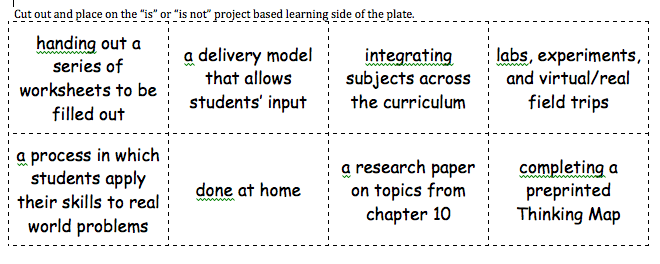 Cut out and place on the “is” or “is not” project based learning side of the plate.
handing out a
series of
worksheets to be
filled out
a delivery model
that allows
students’ input
integrating
subjects across
the curriculum
labs, experiments,
and virtual/real
field trips
a process in which
students apply
their skills to real
world problems
done at home
a research paper
on topics from
chapter 10
completing a
preprinted
Thinking Map